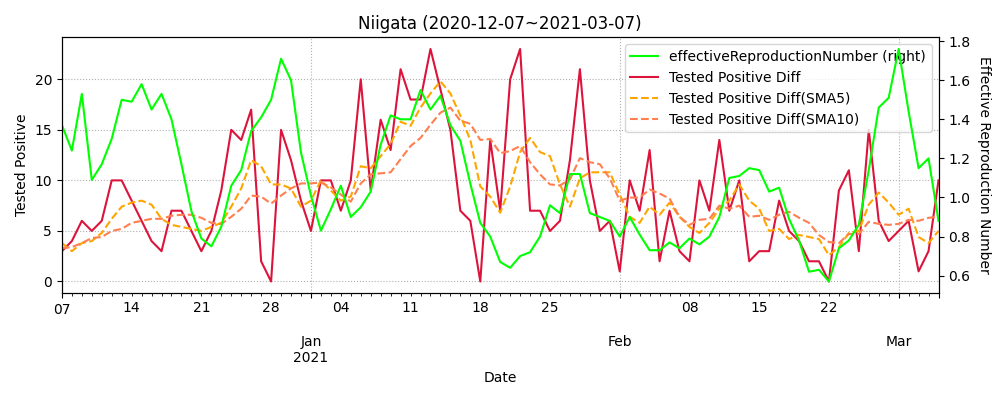 Niigata (2020-12-07~2021-03-07)
effectiveReproductionNumber (right)
Tested Positive Diff
Tested Positive Diff(SMA5)
Tested Positive Diff(SMA10)
Tested Positive
20
15
10
5
0
1.8
1.6
1.4
1.2
1.0
0.8
0.6
Effective Reproduction Number
07 14 21 28 04 11 18 25 08 15 22
Jan Feb Mar
2021
Date